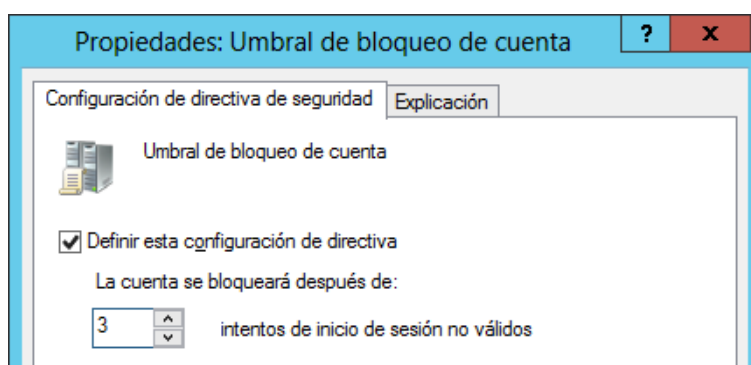 Propiedades: Umbral de bloqueo de cuenta ? x
Configuración de directiva de seguridad Explicación
Umbral de bloqueo de cuenta
Definir esta configuración de directiva
La cuenta se bloqueará después de:
3 intentos de inicio de sesión no válidos